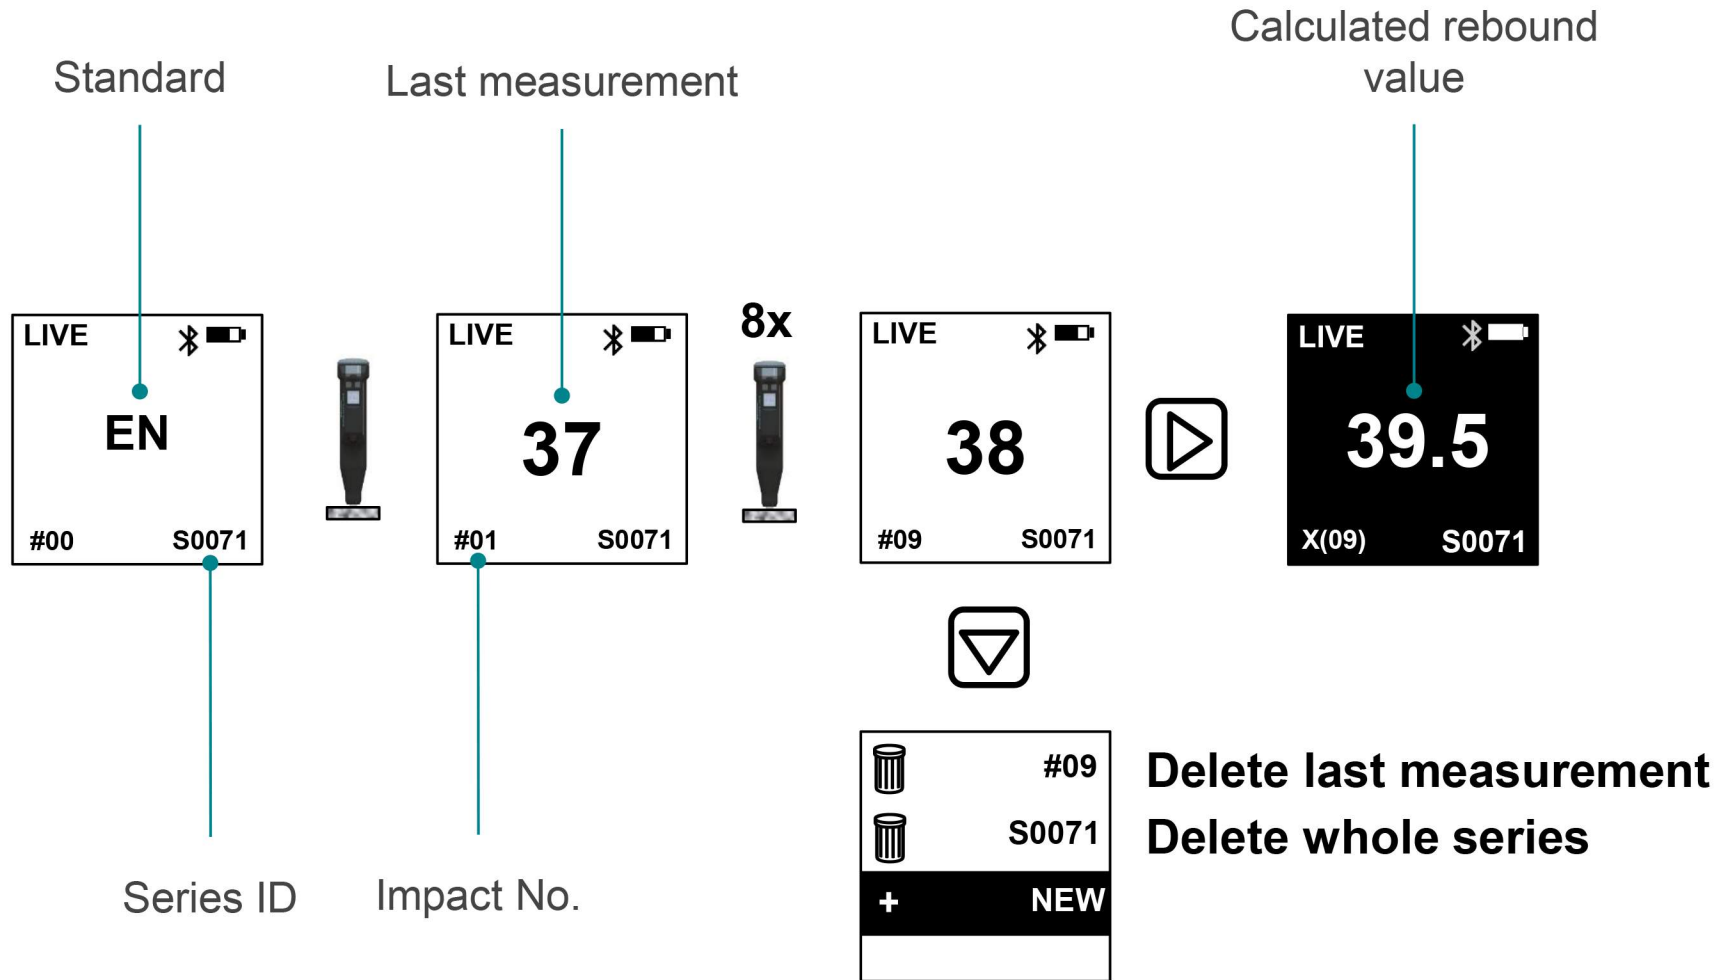 Calculated rebound
value
Standard
Last measurement
LIVE
EN
#00 S0071
LIVE
37
#01 S0071
8x
LIVE
38
#09 S0071
LIVE
39.5
X(09) S0071
Series ID
Impact No.
#09
S0071
+ NEW
Delete last measurement
Delete whole series